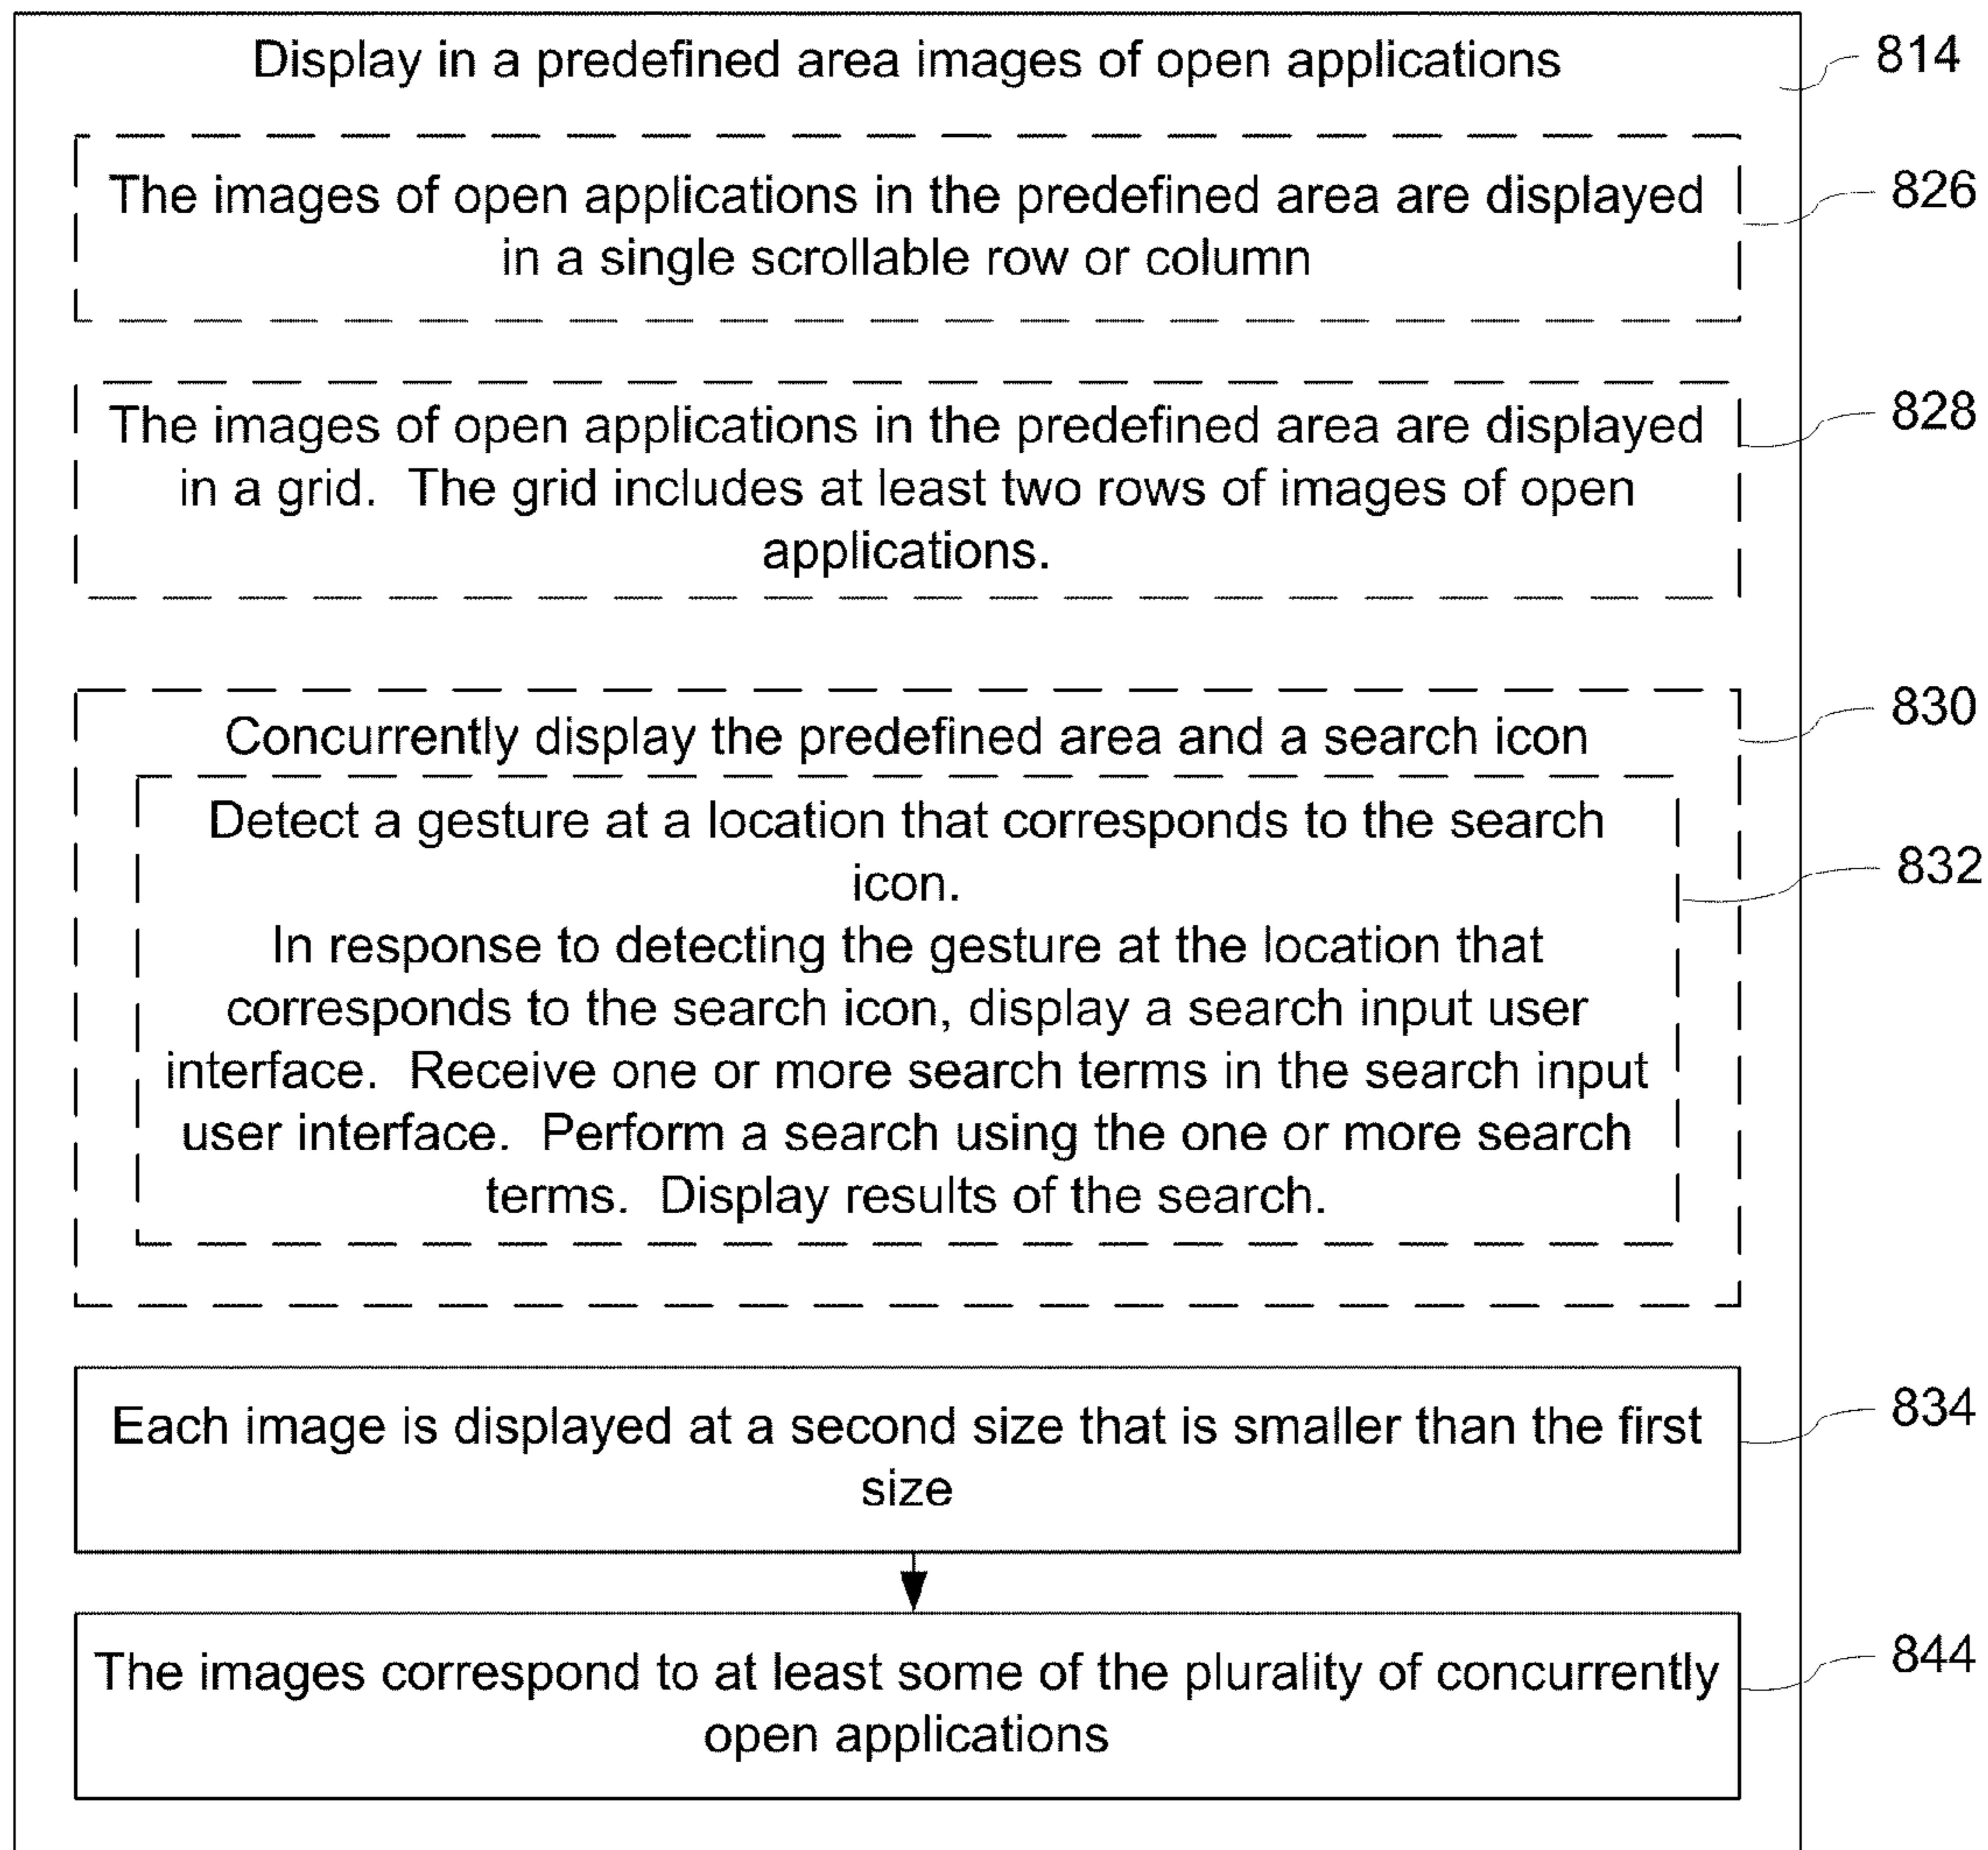 Display in a predefined area images of open applications
814
The images of open applications in the predefined area are displayed
in a single scrollable row or column
826
The images of open applications in the predefined area are displayed
in a grid. The grid includes at least two rows of images of open
applications.
828
Concurrently display the predefined area and a search icon
830
Detect a gesture at a location that corresponds to the search
icon.
In response to detecting the gesture at the location that
corresponds to the search icon, display a search input user
interface. Receive one or more search terms in the search input
user interface. Perform a search using the one or more search
terms. Display results of the search.
832
Each image is displayed at a second size that is smaller than the first
size
834
The images correspond to at least some of the plurality of concurrently
open applications
844